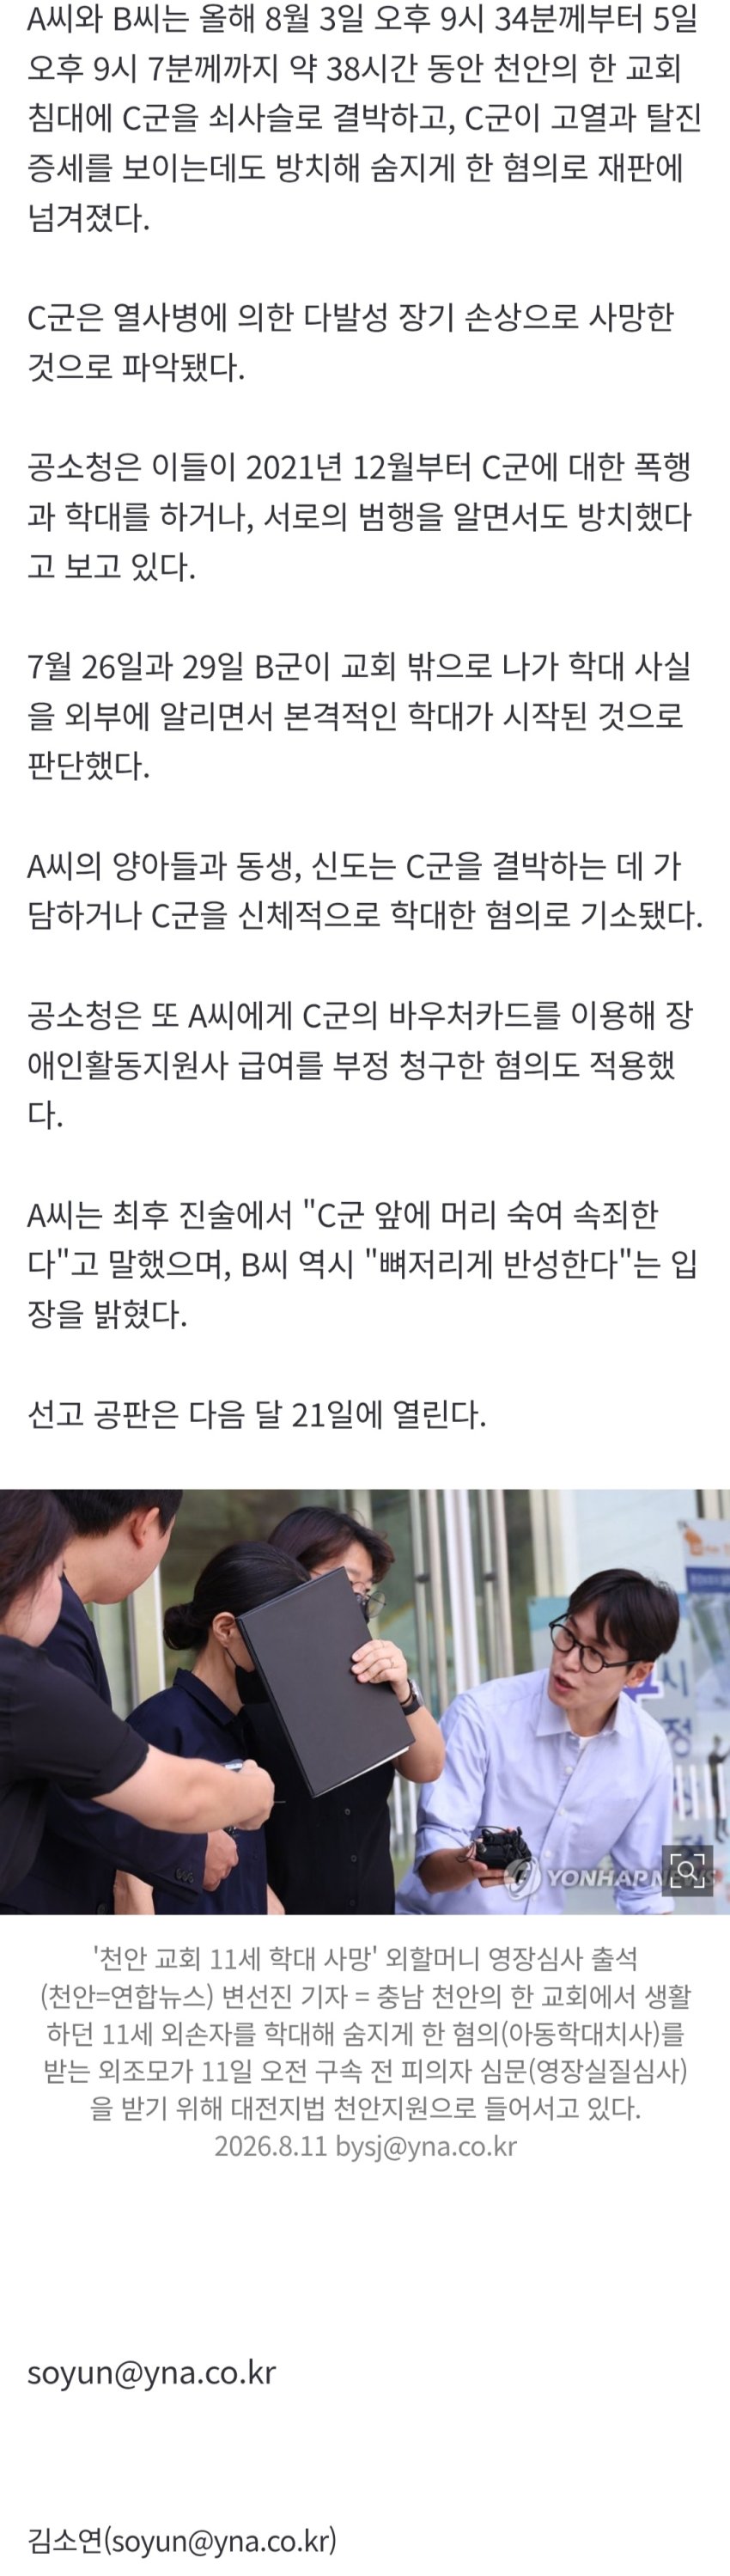 A씨와 B씨는 올해 8월 3일 오후 9시 34분께부터 5일
오후 9시 7분께까지 약 38시간 동안 천안의 한 교회
침대에 C군을 쇠사슬로 결박하고, C군이 고열과 탈진
증세를 보이는데도 방치해 숨지게 한 혐의로 재판에
넘겨졌다.
C군은 열사병에 의한 다발성 장기 손상으로 사망한
것으로 파악됐다.
공소청은 이들이 2021년 12월부터 C군에 대한 폭행
과 학대를 하거나, 서로의 범행을 알면서도 방치했다
고 보고 있다.
7월 26일과 29일 B군이 교회 밖으로 나가 학대 사실
을 외부에 알리면서 본격적인 학대가 시작된 것으로
판단했다.
A씨의 양아들과 동생, 신도는 C군을 결박하는 데 가
담하거나 C군을 신체적으로 학대한 혐의로 기소됐다.
공소청은 또 A씨에게 C군의 바우처카드를 이용해 장
애인활동지원사 급여를 부정 청구한 혐의도 적용했
다.
A씨는 최후 진술에서 "C군 앞에 머리 숙여 속죄한
다"고 말했으며, B씨 역시 "뼈저리게 반성한다"는 입
장을 밝혔다.
선고 공판은 다음 달 21일에 열린다.
YONHAPNEWS
'천안 교회 11세 학대 사망' 외할머니 영장심사 출석
(천안=연합뉴스) 변선진 기자 = 충남 천안의 한 교회에서 생활
하던 11세 외손자를 학대해 숨지게 한 혐의(아동학대치사)를
받는 외조모가 11일 오전 구속 전 피의자 심문(영장실질심사)
을 받기 위해 대전지법 천안지원으로 들어서고 있다.
2026.8.11 bysj@yna.co.kr
soyun@yna.co.kr
김소연(soyun@yna.co.kr)